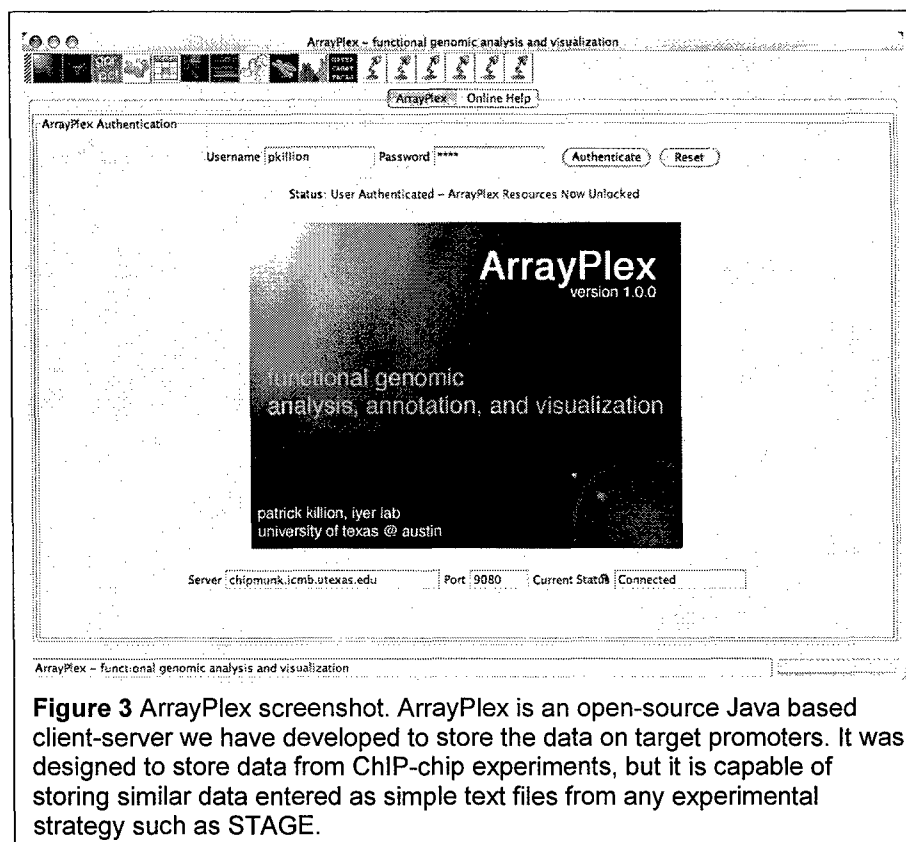 ArrayPlex – functional genomic analysis and visualization
ArrayPlex Online Help
ArrayPlex Authentication
Username pkillion Password **** Authenticate Reset
Status: User Authenticated – ArrayPlex Resources Now Unlocked
ArrayPlex
version 1.0.0
functional genomic
analysis, annotation, and visualization
patrick killion, iyer lab
university of texas @ austin
Server chipmunk.icmb.utexas.edu Port 9080 Current Status Connected
ArrayPlex – functional genomic analysis and visualization
Figure 3 ArrayPlex screenshot. ArrayPlex is an open-source Java based
client-server we have developed to store the data on target promoters. It was
designed to store data from ChIP-chip experiments, but it is capable of
storing similar data entered as simple text files from any experimental
strategy such as STAGE.